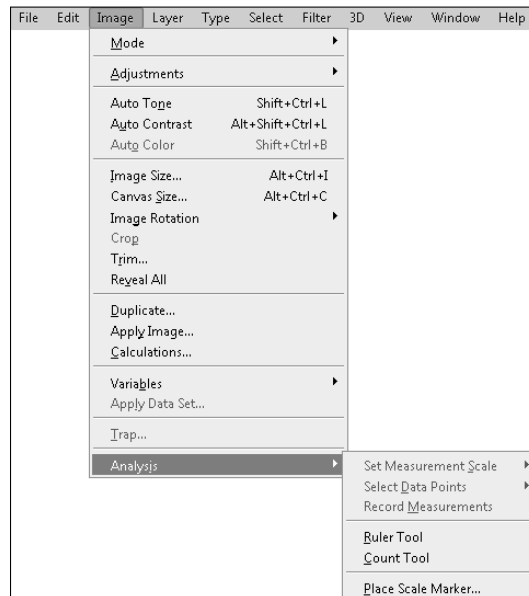 File Edit Image Layer Type Select Filter 3D View Window Help
Mode
Adjustments
Auto Tone Shift+Ctrl+L
Auto Contrast Alt+Shift+Ctrl+L
Auto Color Shift+Ctrl+B
Image Size... Alt+Ctrl+I
Canvas Size... Alt+Ctrl+C
Image Rotation
Crop
Trim...
Reveal All
Duplicate...
Apply Image...
Calculations...
Variables
Apply Data Set...
Trap...
Analysis
Set Measurement Scale
Select Data Points
Record Measurements
Ruler Tool
Count Tool
Place Scale Marker...